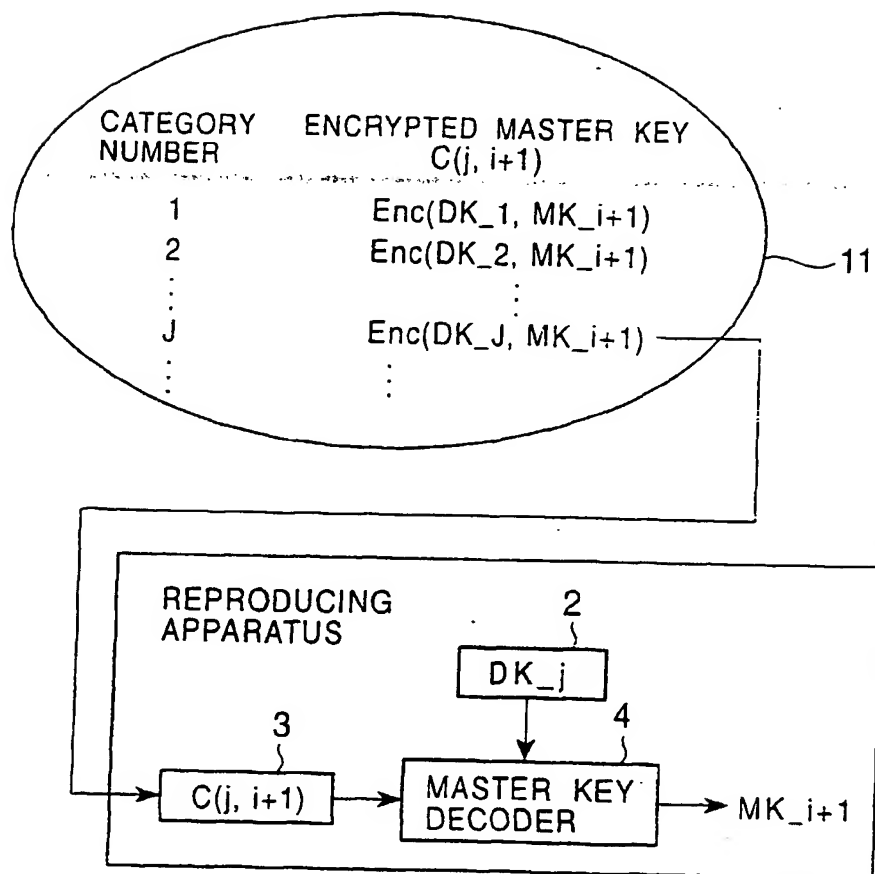 CATEGORY NUMBER
ENCRYPTED MASTER KEY C(j, i+1)
1 Enc(DK_1, MK_i+1)
2 Enc(DK_2, MK_i+1)
J Enc(DK_J, MK_i+1)
11
REPRODUCING
APPARATUS
2
DK_j
3
C(j, i+1)
4
MASTER KEY
DECODER
MK_i+1